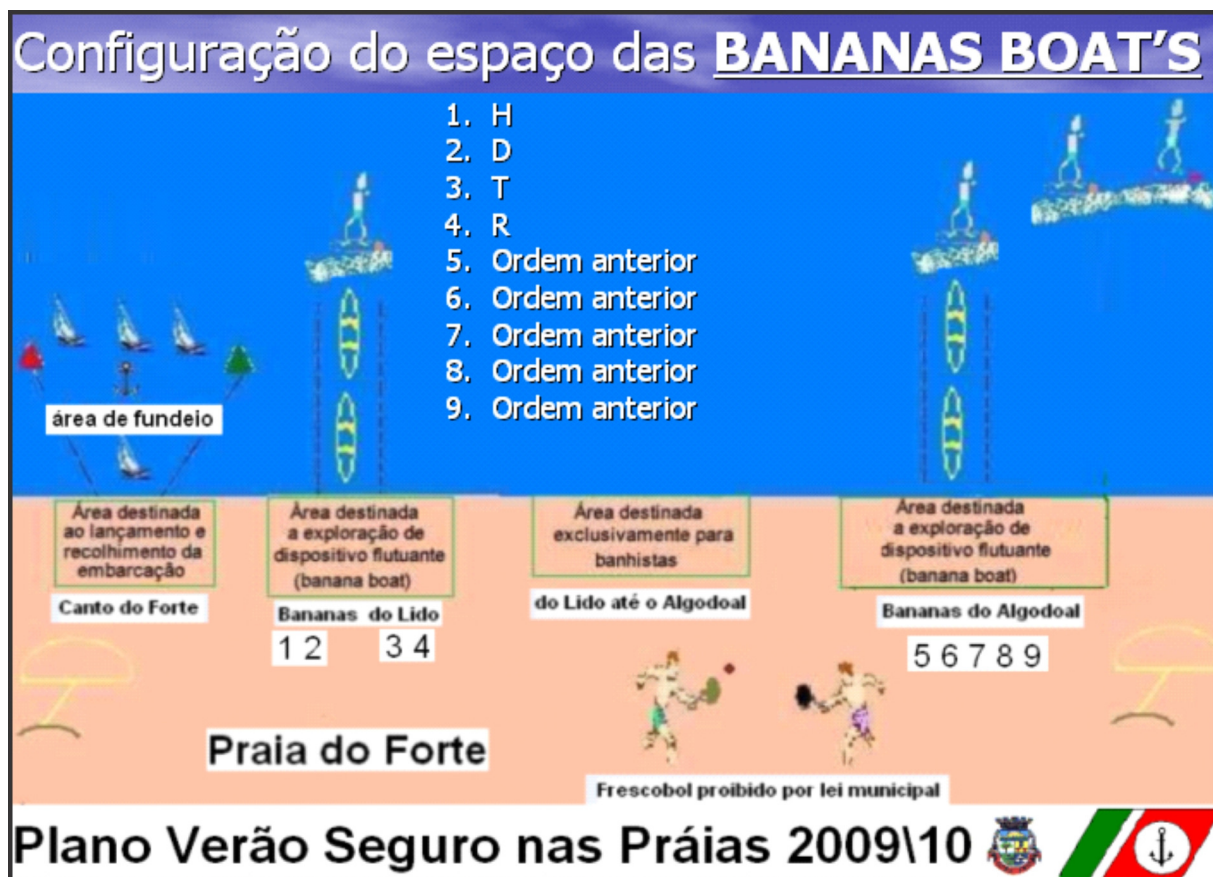 Configuração do espaço das BANANAS BOAT'S
1. H
2. D
3. T
4. R
5. Ordem anterior
6. Ordem anterior
7. Ordem anterior
8. Ordem anterior
9. Ordem anterior
área de fundeio
Área destinada
ao lançamento e
recolhimento da
embarcação
Canto do Forte
Área destinada
a exploração de
dispositivo flutuante
(banana boat)
Bananas do Lido
1 2 3 4
Área destinada
exclusivamente para
banhistas
do Lido até o Algodoal
Área destinada
a exploração de
dispositivo flutuante
(banana boat)
Bananas do Algodoal
5 6 7 8 9
Praia do Forte
Frescobol proibido por lei municipal
Plano Verão Seguro nas Práias 2009\10